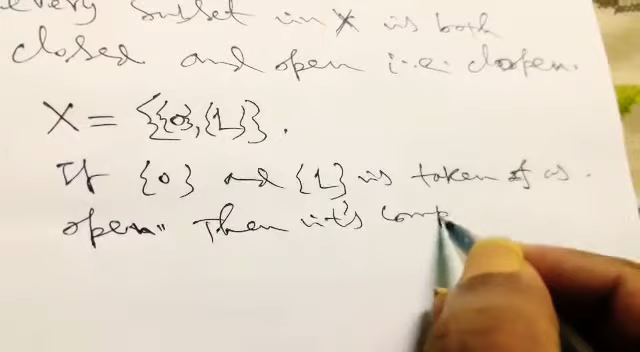 every subset in X is both
closed and open i.e. clopen.
X = {{0},{1}}.
If {0} and {1} is taken as.
open" Then it's comp